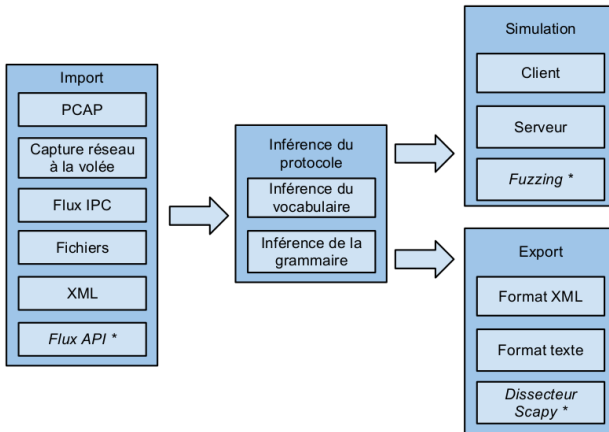 Import
PCAP
Capture réseau
à la volée
Flux IPC
Fichiers
XML
Flux API *
Inférence du
protocole
Inférence du
vocabulaire
Inférence de la
grammaire
Simulation
Client
Serveur
Fuzzing *
Export
Format XML
Format texte
Dissecteur
Scapy *